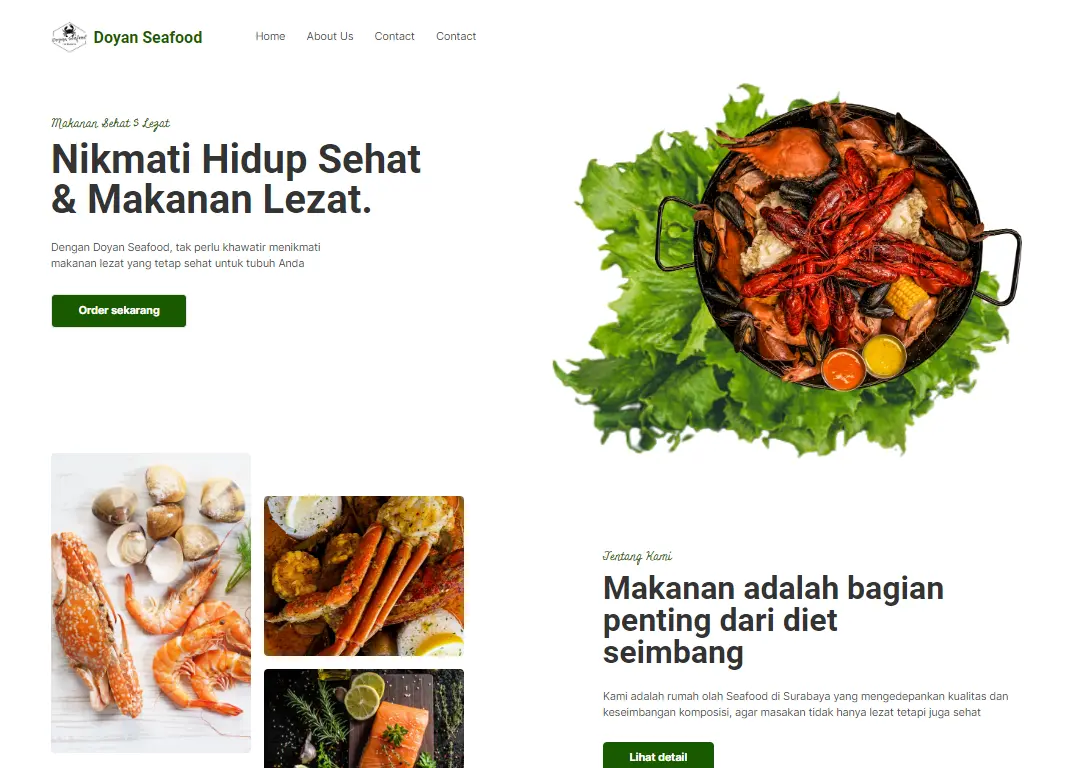 Doyan Seafood
Home
About Us
Contact
Contact
Makanan Sehat & Lezat
Nikmati Hidup Sehat
& Makanan Lezat.
Dengan Doyan Seafood, tak perlu khawatir menikmati
makanan lezat yang tetap sehat untuk tubuh Anda
Order sekarang
Tentang Kami
Makanan adalah bagian
penting dari diet
seimbang
Kami adalah rumah olah Seafood di Surabaya yang mengedepankan kualitas dan
keseimbangan komposisi, agar masakan tidak hanya lezat tetapi juga sehat
Lihat detail